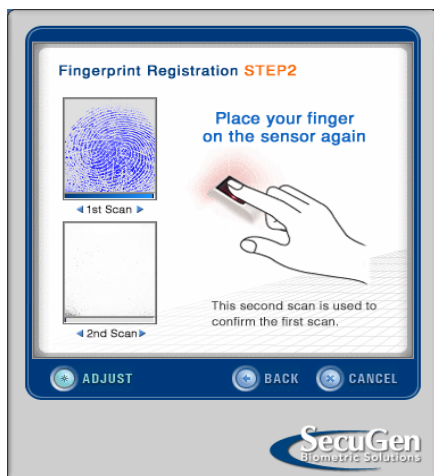 Fingerprint Registration STEP2
Place your finger
on the sensor again
1st Scan
2nd Scan
This second scan is used to
confirm the first scan.
ADJUST
BACK
CANCEL
SecuGen
Biometric Solutions